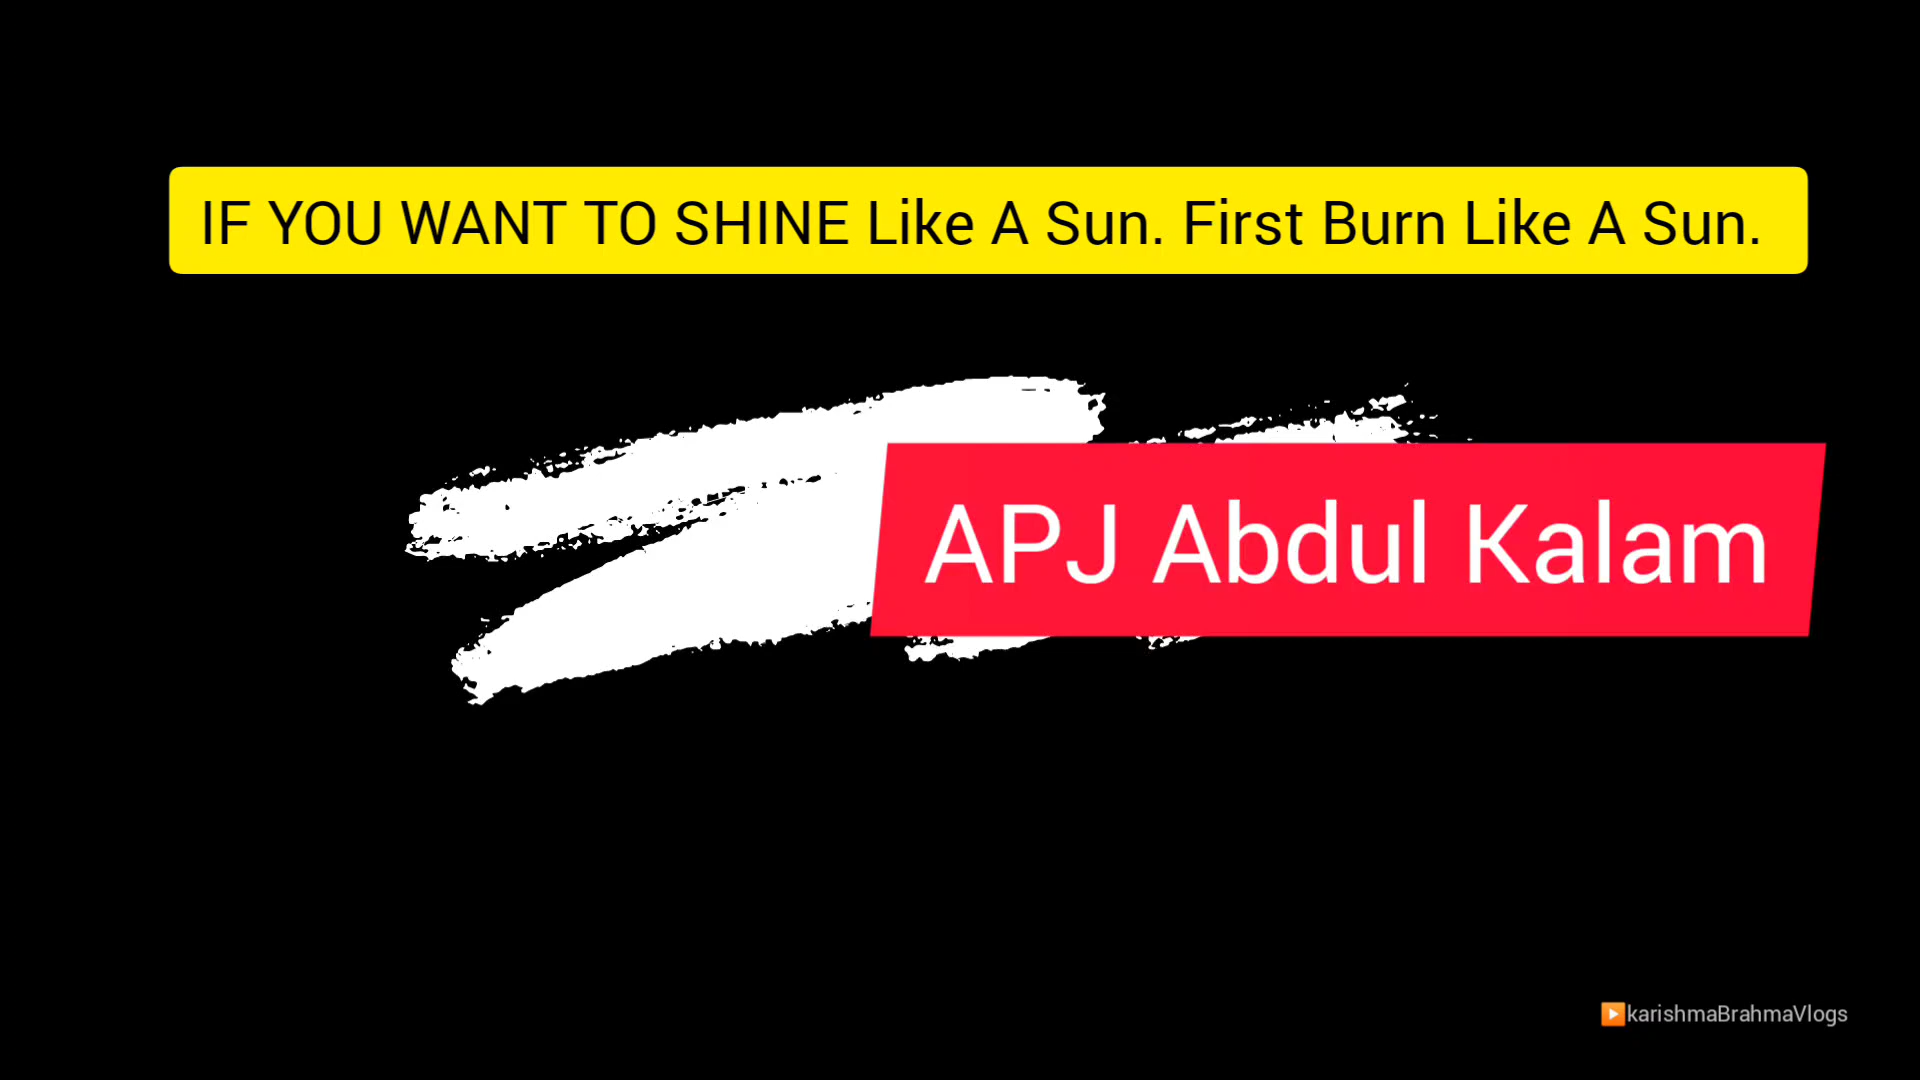 IF YOU WANT TO SHINE Like A Sun. First Burn Like A Sun.
APJ Abdul Kalam
karishmaBrahmaVlogs